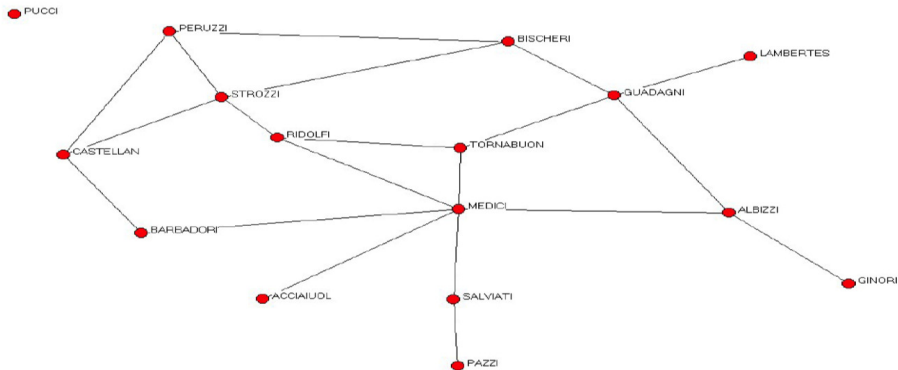 PUCCI
PERUZZI
BISCHERI
LAMBERTES
STROZZI
GUADAGNI
RIDOLFI
TORNABUON
CASTELLAN
MEDICI
ALBIZZI
BARBADORI
GINORI
ACCIAIUOL
SALVIATI
PAZZI